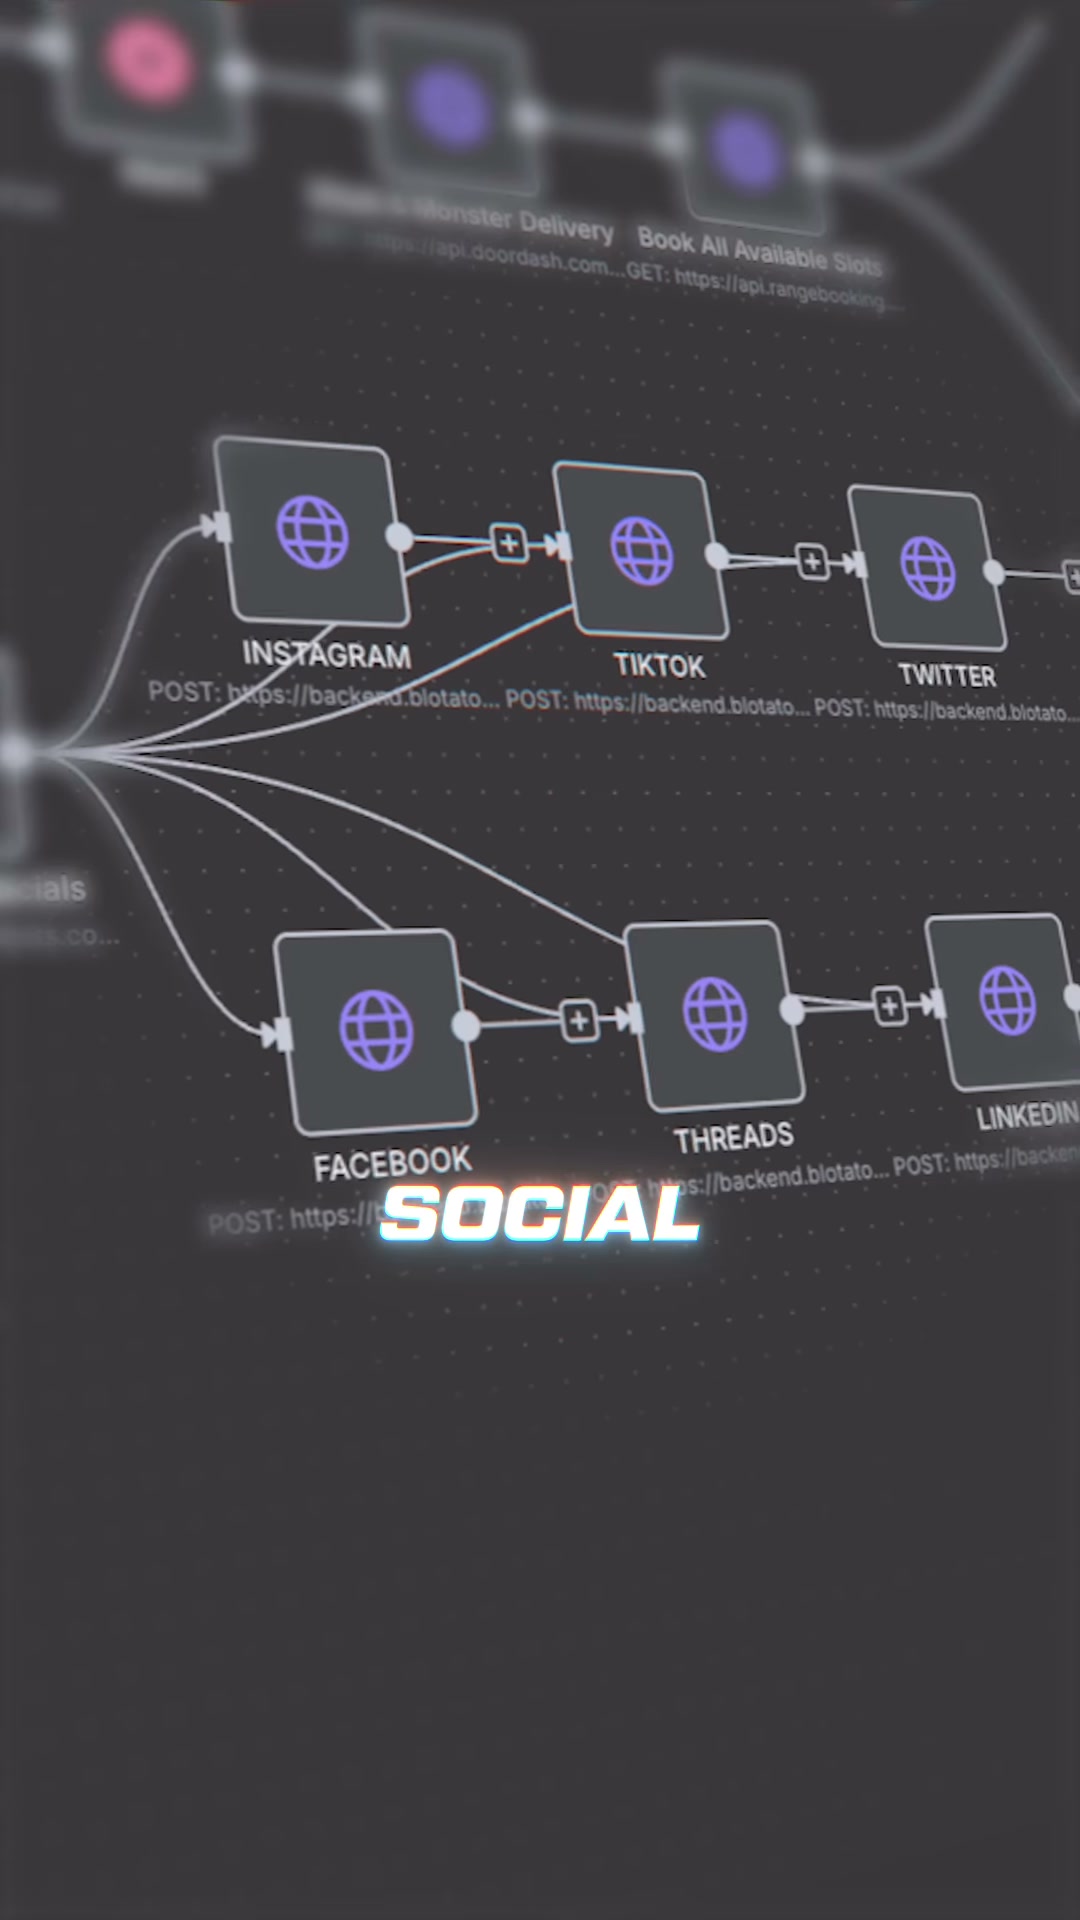 Monster Delivery
Book All Available Slots
https://api.doordash.com...
GET: https://api.rangebooking....
INSTAGRAM
TIKTOK
TWITTER
POST: https://backend.blotato...
POST: https://backend.blotato...
POST: https://backend.blotato...
cials
co...
FACEBOOK
THREADS
LINKEDIN
POST: https://b
s://backend.blotato...
POST: https://backen
SOCIAL